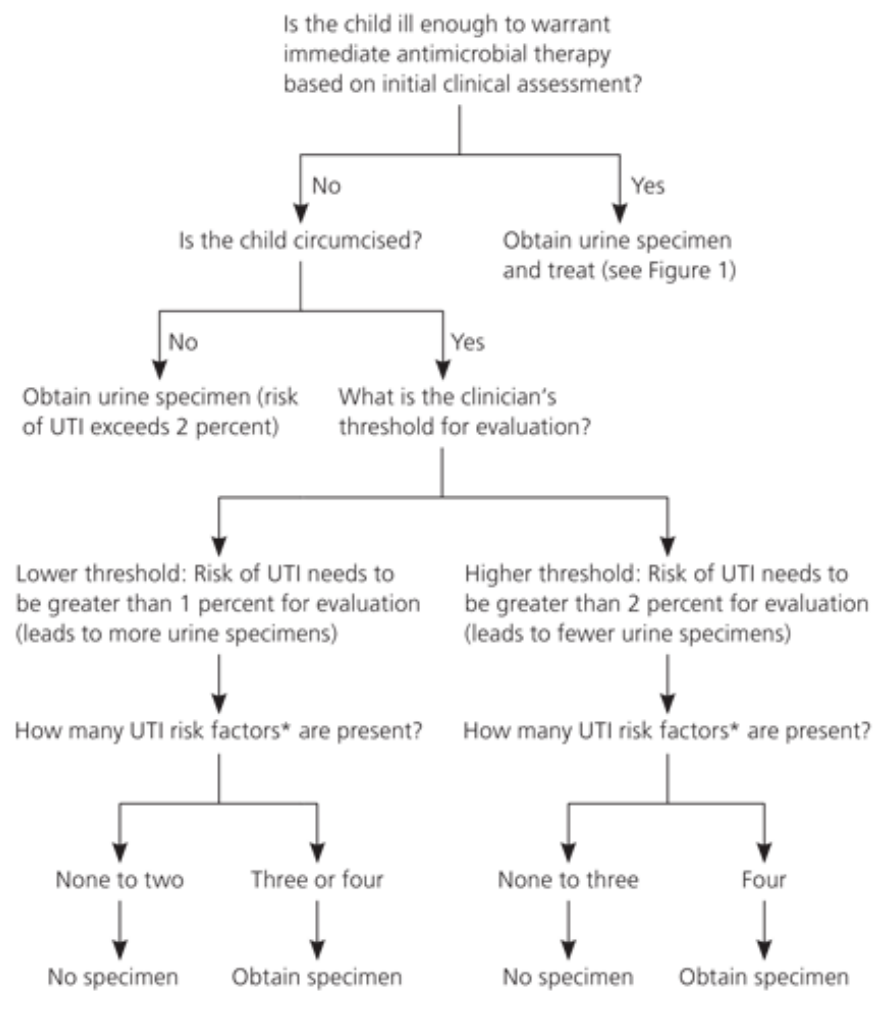 Is the child ill enough to warrant
immediate antimicrobial therapy
based on initial clinical assessment?
No
Yes
Is the child circumcised?
Obtain urine specimen
and treat (see Figure 1)
No
Yes
Obtain urine specimen (risk
of UTI exceeds 2 percent)
What is the clinician's
threshold for evaluation?
Lower threshold: Risk of UTI needs to
be greater than 1 percent for evaluation
(leads to more urine specimens)
Higher threshold: Risk of UTI needs to
be greater than 2 percent for evaluation
(leads to fewer urine specimens)
How many UTI risk factors* are present?
How many UTI risk factors* are present?
None to two
Three or four
None to three
Four
No specimen
Obtain specimen
No specimen
Obtain specimen